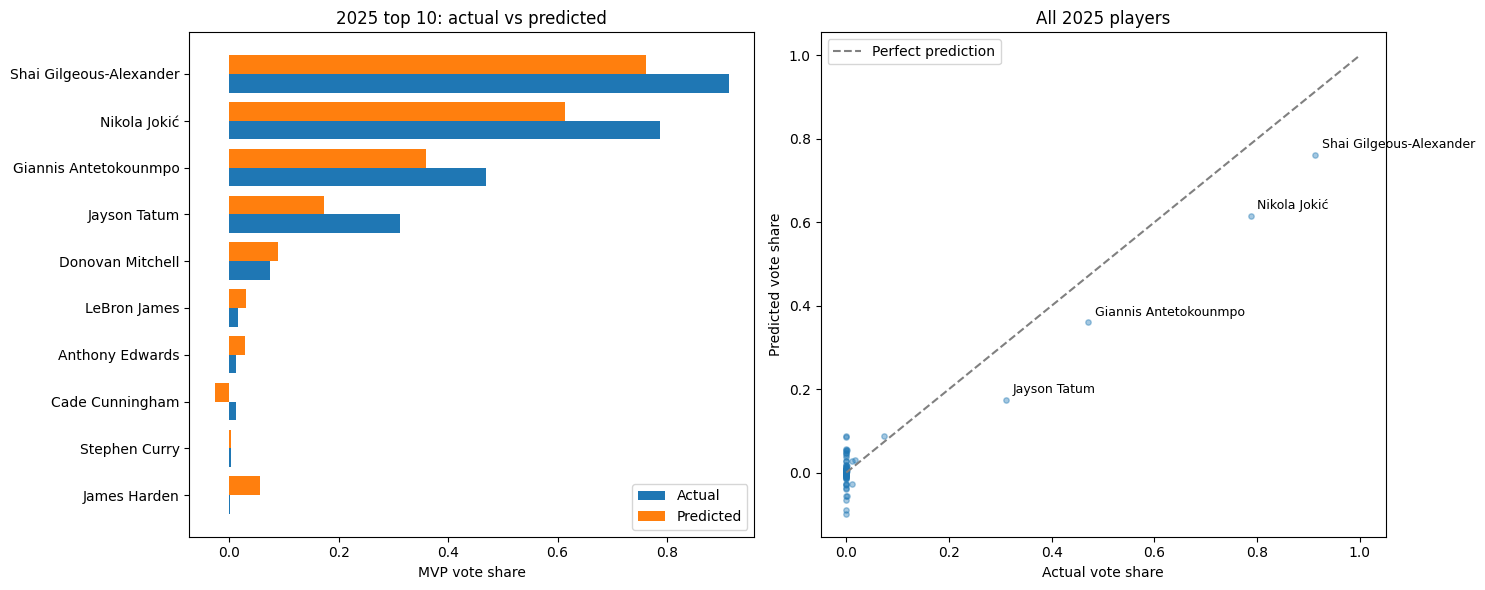 2025 top 10: actual vs predicted
Shai Gilgeous-Alexander
Nikola Jokić
Giannis Antetokounmpo
Jayson Tatum
Donovan Mitchell
LeBron James
Anthony Edwards
Cade Cunningham
Stephen Curry
James Harden
Actual
Predicted
0.0 0.2 0.4 0.6 0.8
MVP vote share
All 2025 players
Perfect prediction
Predicted vote share
1.0
0.8
0.6
0.4
0.2
0.0
Shai Gilgeous-Alexander
Nikola Jokić
Giannis Antetokounmpo
Jayson Tatum
0.0 0.2 0.4 0.6 0.8 1.0
Actual vote share